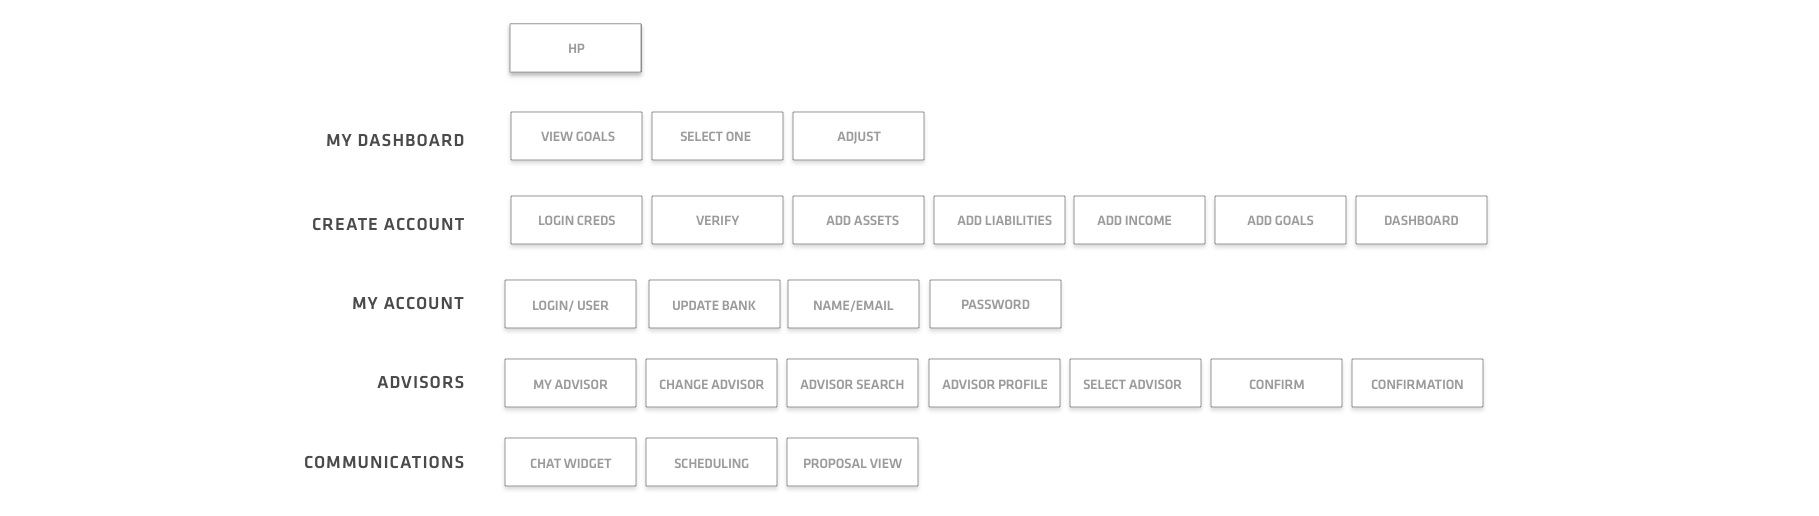 HP
MY DASHBOARD VIEW GOALS SELECT ONE ADJUST
CREATE ACCOUNT LOGIN CREDS VERIFY ADD ASSETS ADD LIABILITIES ADD INCOME ADD GOALS DASHBOARD
MY ACCOUNT LOGIN/ USER UPDATE BANK NAME/EMAIL PASSWORD
ADVISORS MY ADVISOR CHANGE ADVISOR ADVISOR SEARCH ADVISOR PROFILE SELECT ADVISOR CONFIRM CONFIRMATION
COMMUNICATIONS CHAT WIDGET SCHEDULING PROPOSAL VIEW